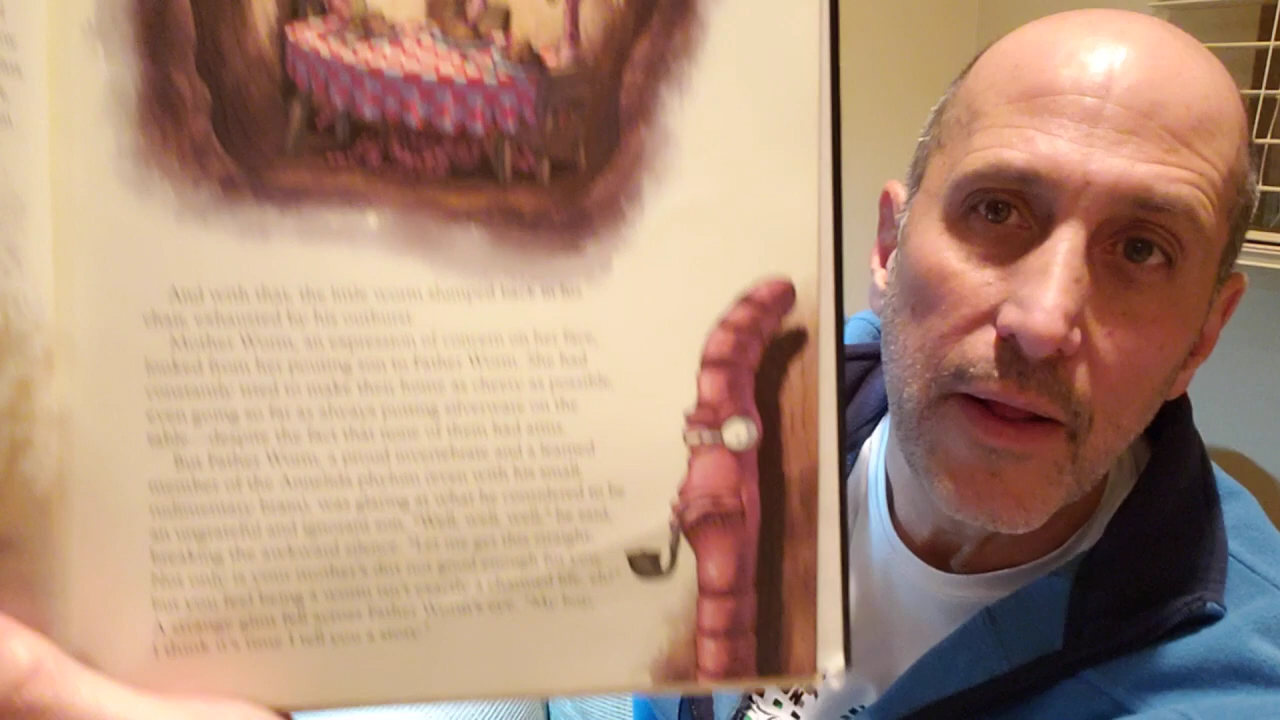 And with that, the little worm slumped back in his
chair, exhausted by his outburst.
Mother Worm, an expression of concern on her face,
looked from her pouting son to Father Worm. She had
constantly tried to make their home as cheery as possible,
even going so far as always putting silverware on the
table—despite the fact that none of them had arms.
But Father Worm, a proud invertebrate and a learned
member of the Annelida phylum (even with his small,
rudimentary brain), was glaring at what he considered to be
an ungrateful and ignorant son. "Well, well, well," he said,
breaking the awkward silence. "Let me get this straight.
Not only is your mother's dirt not good enough for you,
but you feel being a worm isn't exactly 'a charmed life,' eh?"
A strange glint fell across Father Worm's eye. "My boy,
I think it's time I tell you a story."